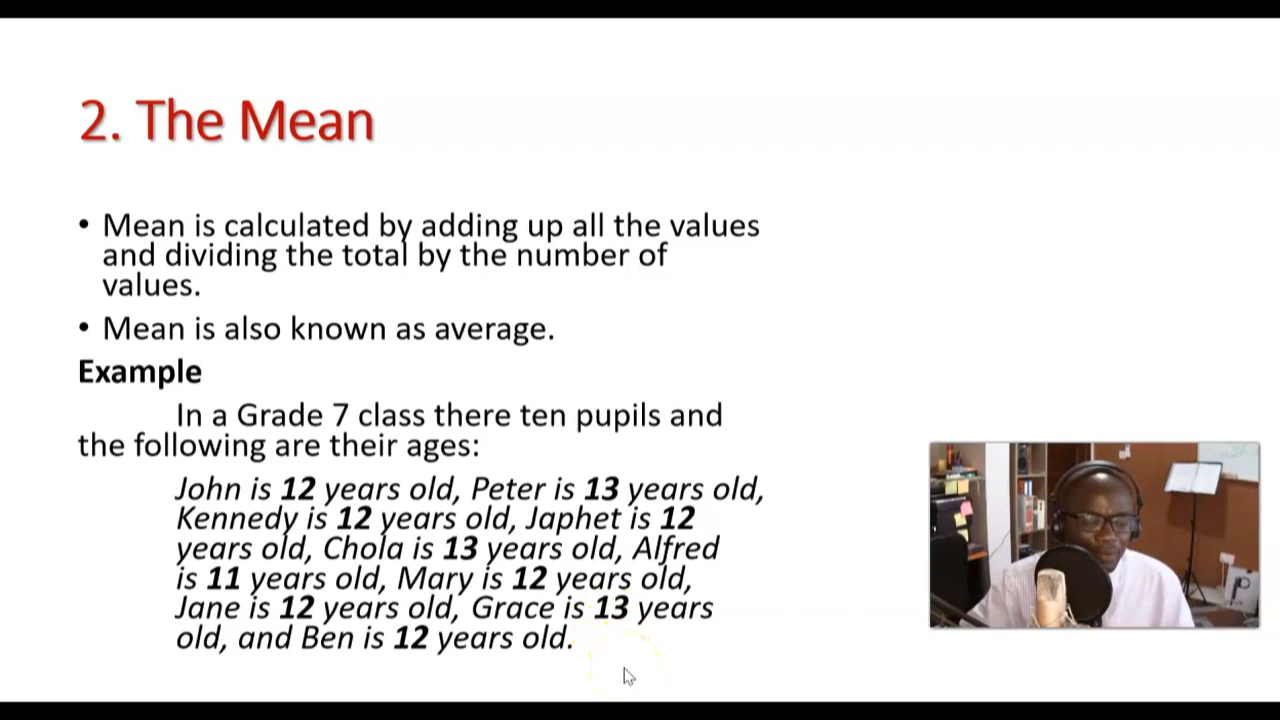 2. The Mean
• Mean is calculated by adding up all the values
and dividing the total by the number of
values.
• Mean is also known as average.
Example
In a Grade 7 class there ten pupils and
the following are their ages:
John is 12 years old, Peter is 13 years old,
Kennedy is 12 years old, Japhet is 12
years old, Chola is 13 years old, Alfred
is 11 years old, Mary is 12 years old,
Jane is 12 years old, Grace is 13 years
old, and Ben is 12 years old.